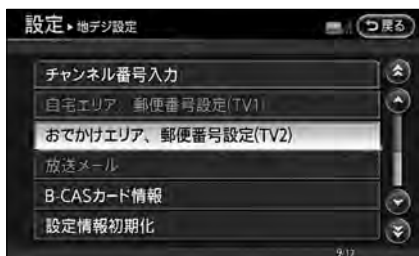 設定▶地デジ設定
戻る
チャンネル番号入力
自宅エリア、郵便番号設定(TV1)
おでかけエリア、郵便番号設定(TV2)
放送メール
B-CASカード情報
設定情報初期化
9/12